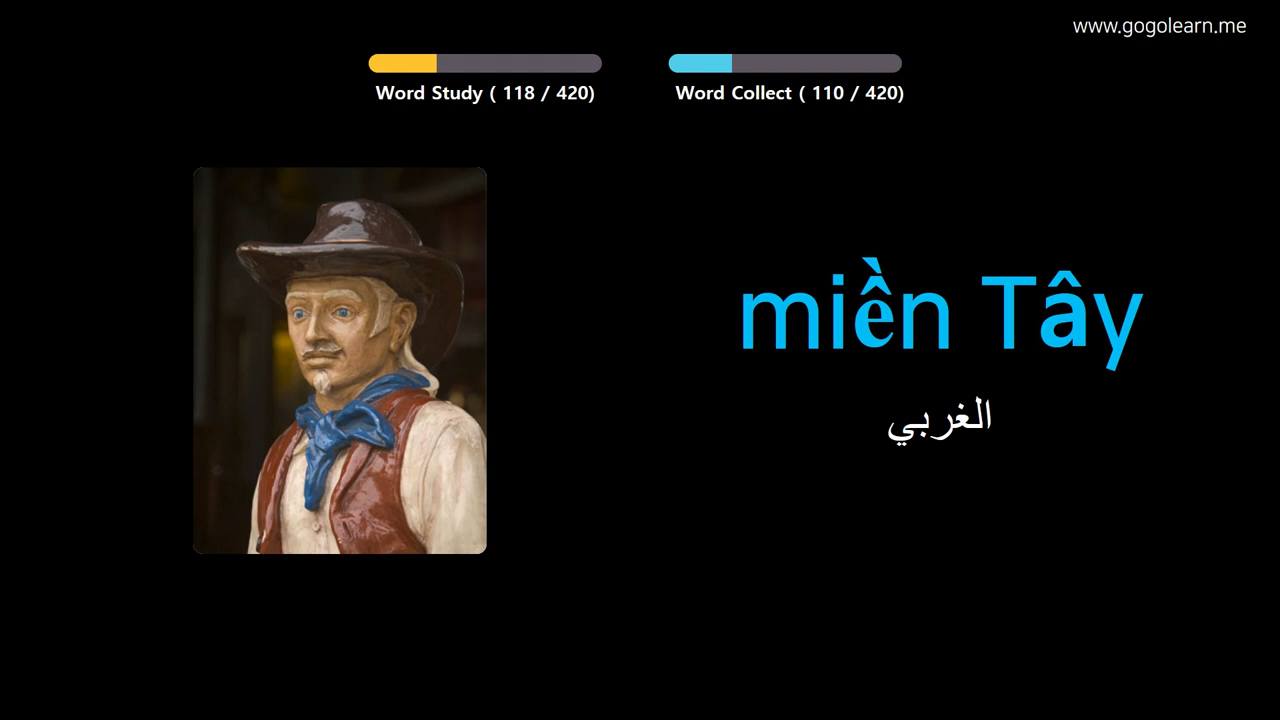 www.gogolearn.me
Word Study ( 118 / 420)
Word Collect ( 110 / 420)
miền Tây
الغربي